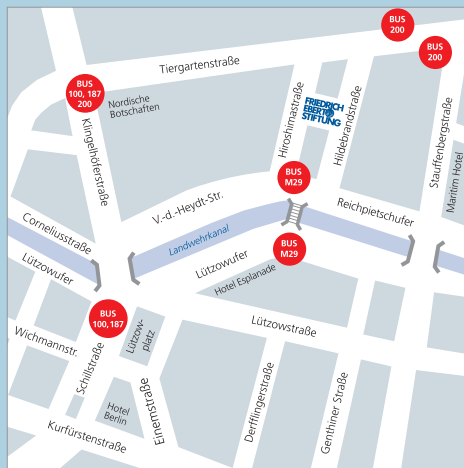 BUS
200
BUS
200
Tiergartenstraße
BUS
100, 187
200
Nordische
Botschaften
FRIEDRICH
EBERT
STIFTUNG
Hiroshimastraße
Hildebrandstraße
Stauffenbergstraße
Maritim Hotel
Klingelhöferstraße
BUS
M29
V.-d.-Heydt-Str.
Reichpietschufer
Corneliusstraße
Landwehrkanal
Lützowufer
BUS
M29
Lützowufer
Hotel Esplanade
BUS
100,187
Lützow-
platz
Lützowstraße
Wichmannstr.
Schillstraße
Einemstraße
Derfflingerstraße
Genthiner Straße
Hotel
Berlin
Kurfürstenstraße